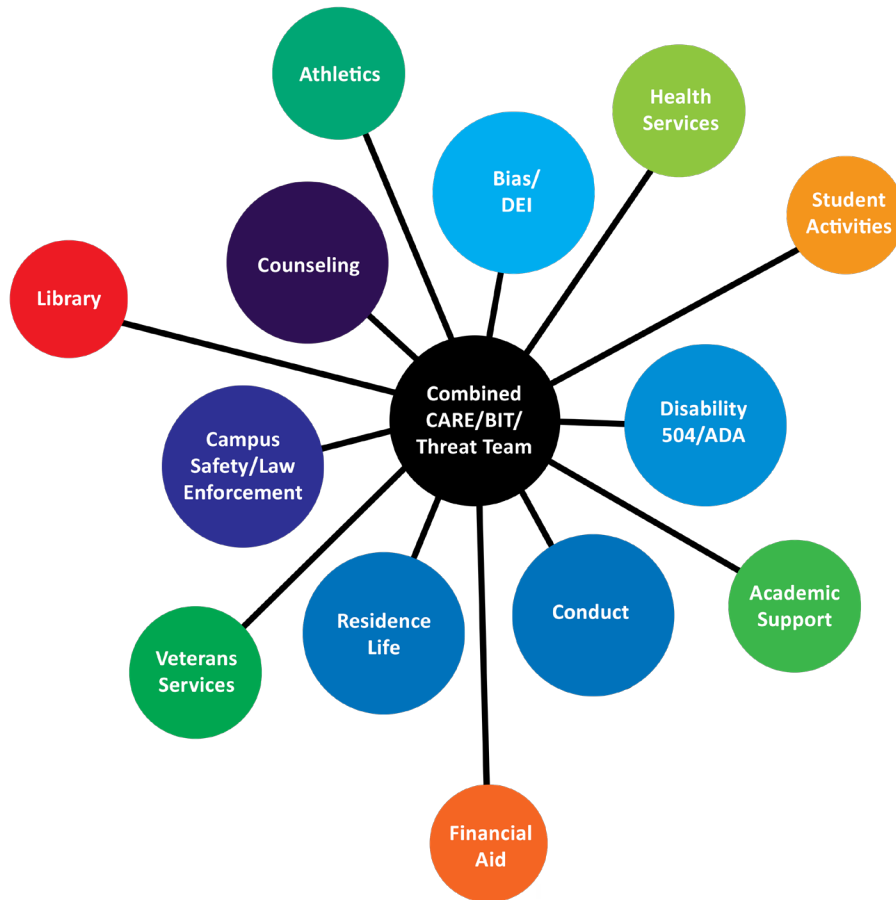 Athletics
Health
Services
Bias/
DEI
Student
Activities
Counseling
Library
Combined
CARE/BIT/
Threat Team
Disability
504/ADA
Campus
Safety/Law
Enforcement
Academic
Support
Conduct
Residence
Life
Veterans
Services
Financial
Aid